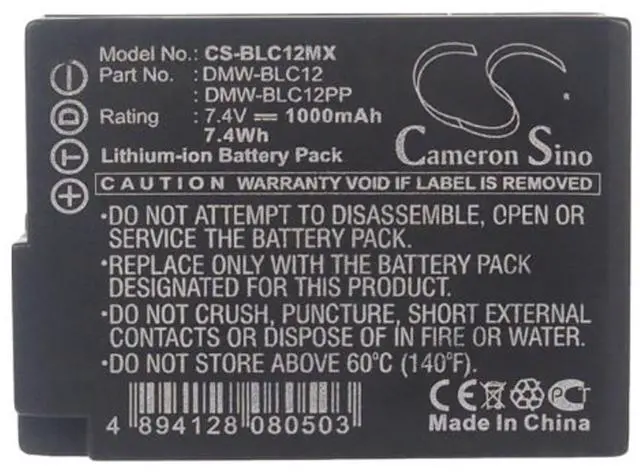 Model No.: CS-BLC12MX
Part No. : DMW-BLC12
: DMW-BLC12PP
Rating : 7.4V 1000mAh
7.4Wh
Lithium-ion Battery Pack
Cameron Sino
− D T +
CAUTION WARRANTY VOID IF LABEL IS REMOVED
•DO NOT ATTEMPT TO DISASSEMBLE, OPEN OR
SERVICE THE BATTERY PACK.
•REPLACE ONLY WITH THE BATTERY PACK
DESIGNATED FOR THIS PRODUCT.
•DO NOT CRUSH, PUNCTURE, SHORT EXTERNAL
CONTACTS OR DISPOSE OF IN FIRE OR WATER.
•DO NOT STORE ABOVE 60°C (140°F).
4 894128 080503
CE
Made in China